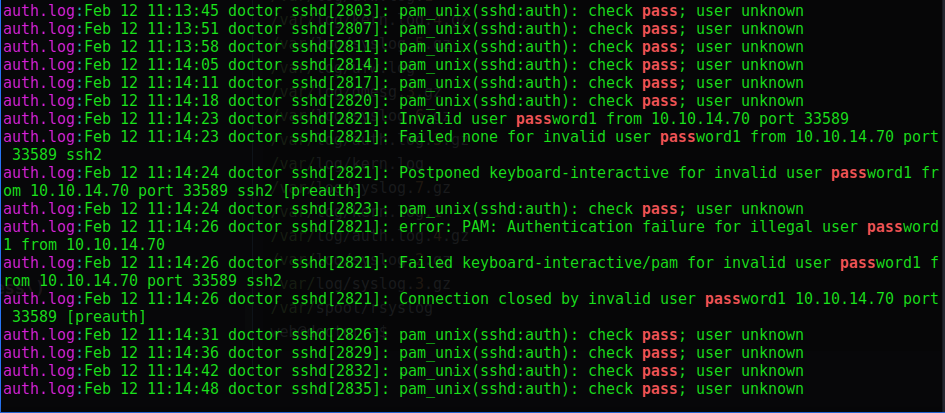 auth.log:Feb 12 11:13:45 doctor sshd[2803]: pam_unix(sshd:auth): check pass; user unknown
auth.log:Feb 12 11:13:51 doctor sshd[2807]: pam_unix(sshd:auth): check pass; user unknown
auth.log:Feb 12 11:13:58 doctor sshd[2811]: pam_unix(sshd:auth): check pass; user unknown
auth.log:Feb 12 11:14:05 doctor sshd[2814]: pam_unix(sshd:auth): check pass; user unknown
auth.log:Feb 12 11:14:11 doctor sshd[2817]: pam_unix(sshd:auth): check pass; user unknown
auth.log:Feb 12 11:14:18 doctor sshd[2820]: pam_unix(sshd:auth): check pass; user unknown
auth.log:Feb 12 11:14:23 doctor sshd[2821]: Invalid user password1 from 10.10.14.70 port 33589
auth.log:Feb 12 11:14:23 doctor sshd[2821]: Failed none for invalid user password1 from 10.10.14.70 port
 33589 ssh2
auth.log:Feb 12 11:14:24 doctor sshd[2821]: Postponed keyboard-interactive for invalid user password1 fr
om 10.10.14.70 port 33589 ssh2 [preauth]
auth.log:Feb 12 11:14:24 doctor sshd[2823]: pam_unix(sshd:auth): check pass; user unknown
auth.log:Feb 12 11:14:26 doctor sshd[2821]: error: PAM: Authentication failure for illegal user password
1 from 10.10.14.70
auth.log:Feb 12 11:14:26 doctor sshd[2821]: Failed keyboard-interactive/pam for invalid user password1 f
rom 10.10.14.70 port 33589 ssh2
auth.log:Feb 12 11:14:26 doctor sshd[2821]: Connection closed by invalid user password1 10.10.14.70 port
 33589 [preauth]
auth.log:Feb 12 11:14:31 doctor sshd[2826]: pam_unix(sshd:auth): check pass; user unknown
auth.log:Feb 12 11:14:36 doctor sshd[2829]: pam_unix(sshd:auth): check pass; user unknown
auth.log:Feb 12 11:14:42 doctor sshd[2832]: pam_unix(sshd:auth): check pass; user unknown
auth.log:Feb 12 11:14:48 doctor sshd[2835]: pam_unix(sshd:auth): check pass; user unknown